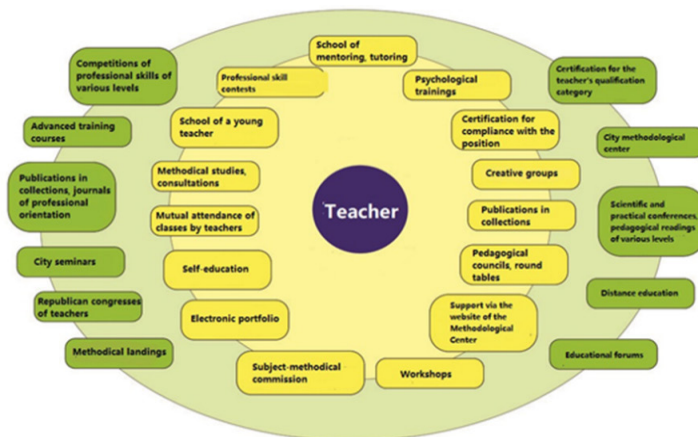 School of
mentoring, tutoring
Competitions of
professional skills of
various levels
Professional skill
contests
Psychological
trainings
Certification for the
teacher's qualification
category
Advanced training
courses
School of a young
teacher
Certification for
compliance with the
position
City methodological
center
Publications in
collections, journals
of professional
orientation
Methodical studies,
consultations
Creative groups
Teacher
Mutual attendance of
classes by teachers
Publications in
collections
Scientific and
practical conferences,
pedagogical readings
of various levels
City seminars
Self-education
Pedagogical
councils, round
tables
Republican congresses
of teachers
Electronic portfolio
Support via the
website of the
Methodological
Center
Distance education
Methodical landings
Subject-methodical
commission
Workshops
Educational forums